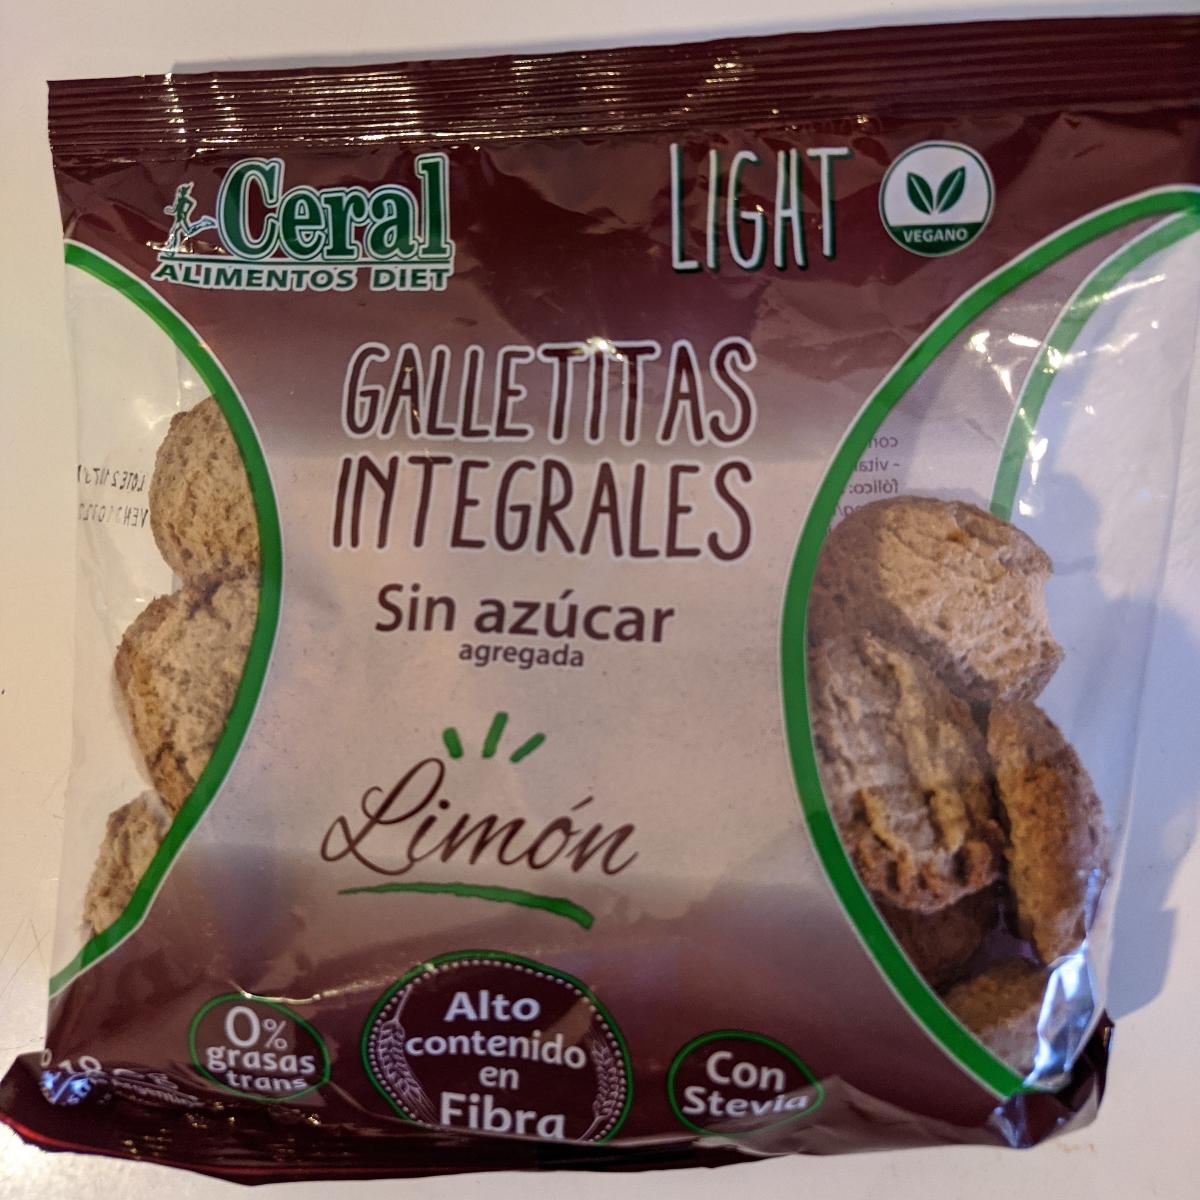 Ceral
ALIMENTOS DIET
LIGHT
VEGANO
GALLETITAS
INTEGRALES
Sin azúcar
agregada
Limón
0%
grasas
trans
Alto
contenido
en
Fibra
Con
Stevia